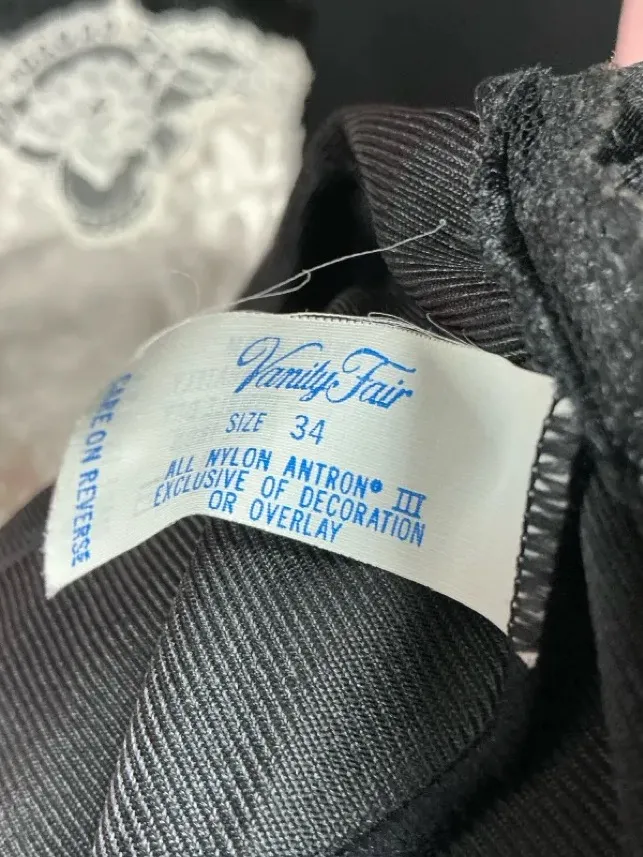 Vanity Fair
SIZE 34
ALL NYLON ANTRON® III
EXCLUSIVE OF DECORATION
OR OVERLAY
CARE ON REVERSE